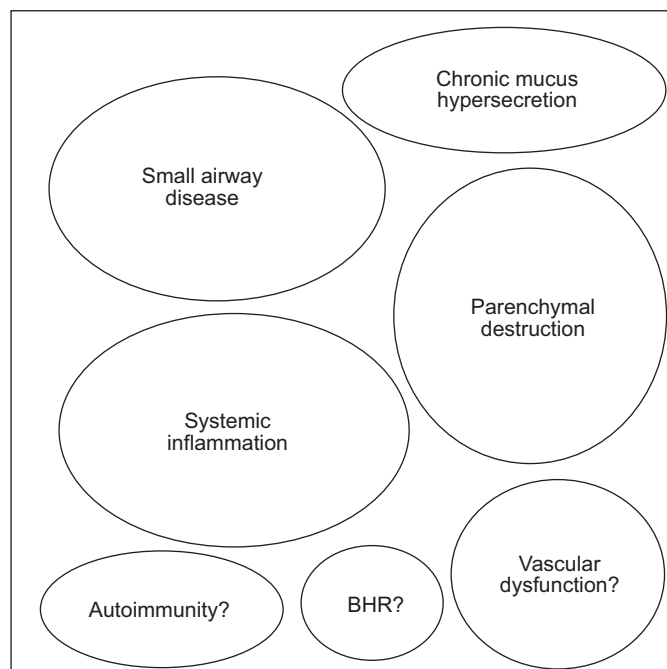 Chronic mucus
hypersecretion
Small airway
disease
Parenchymal
destruction
Systemic
inflammation
Vascular
dysfunction?
Autoimmunity?
BHR?